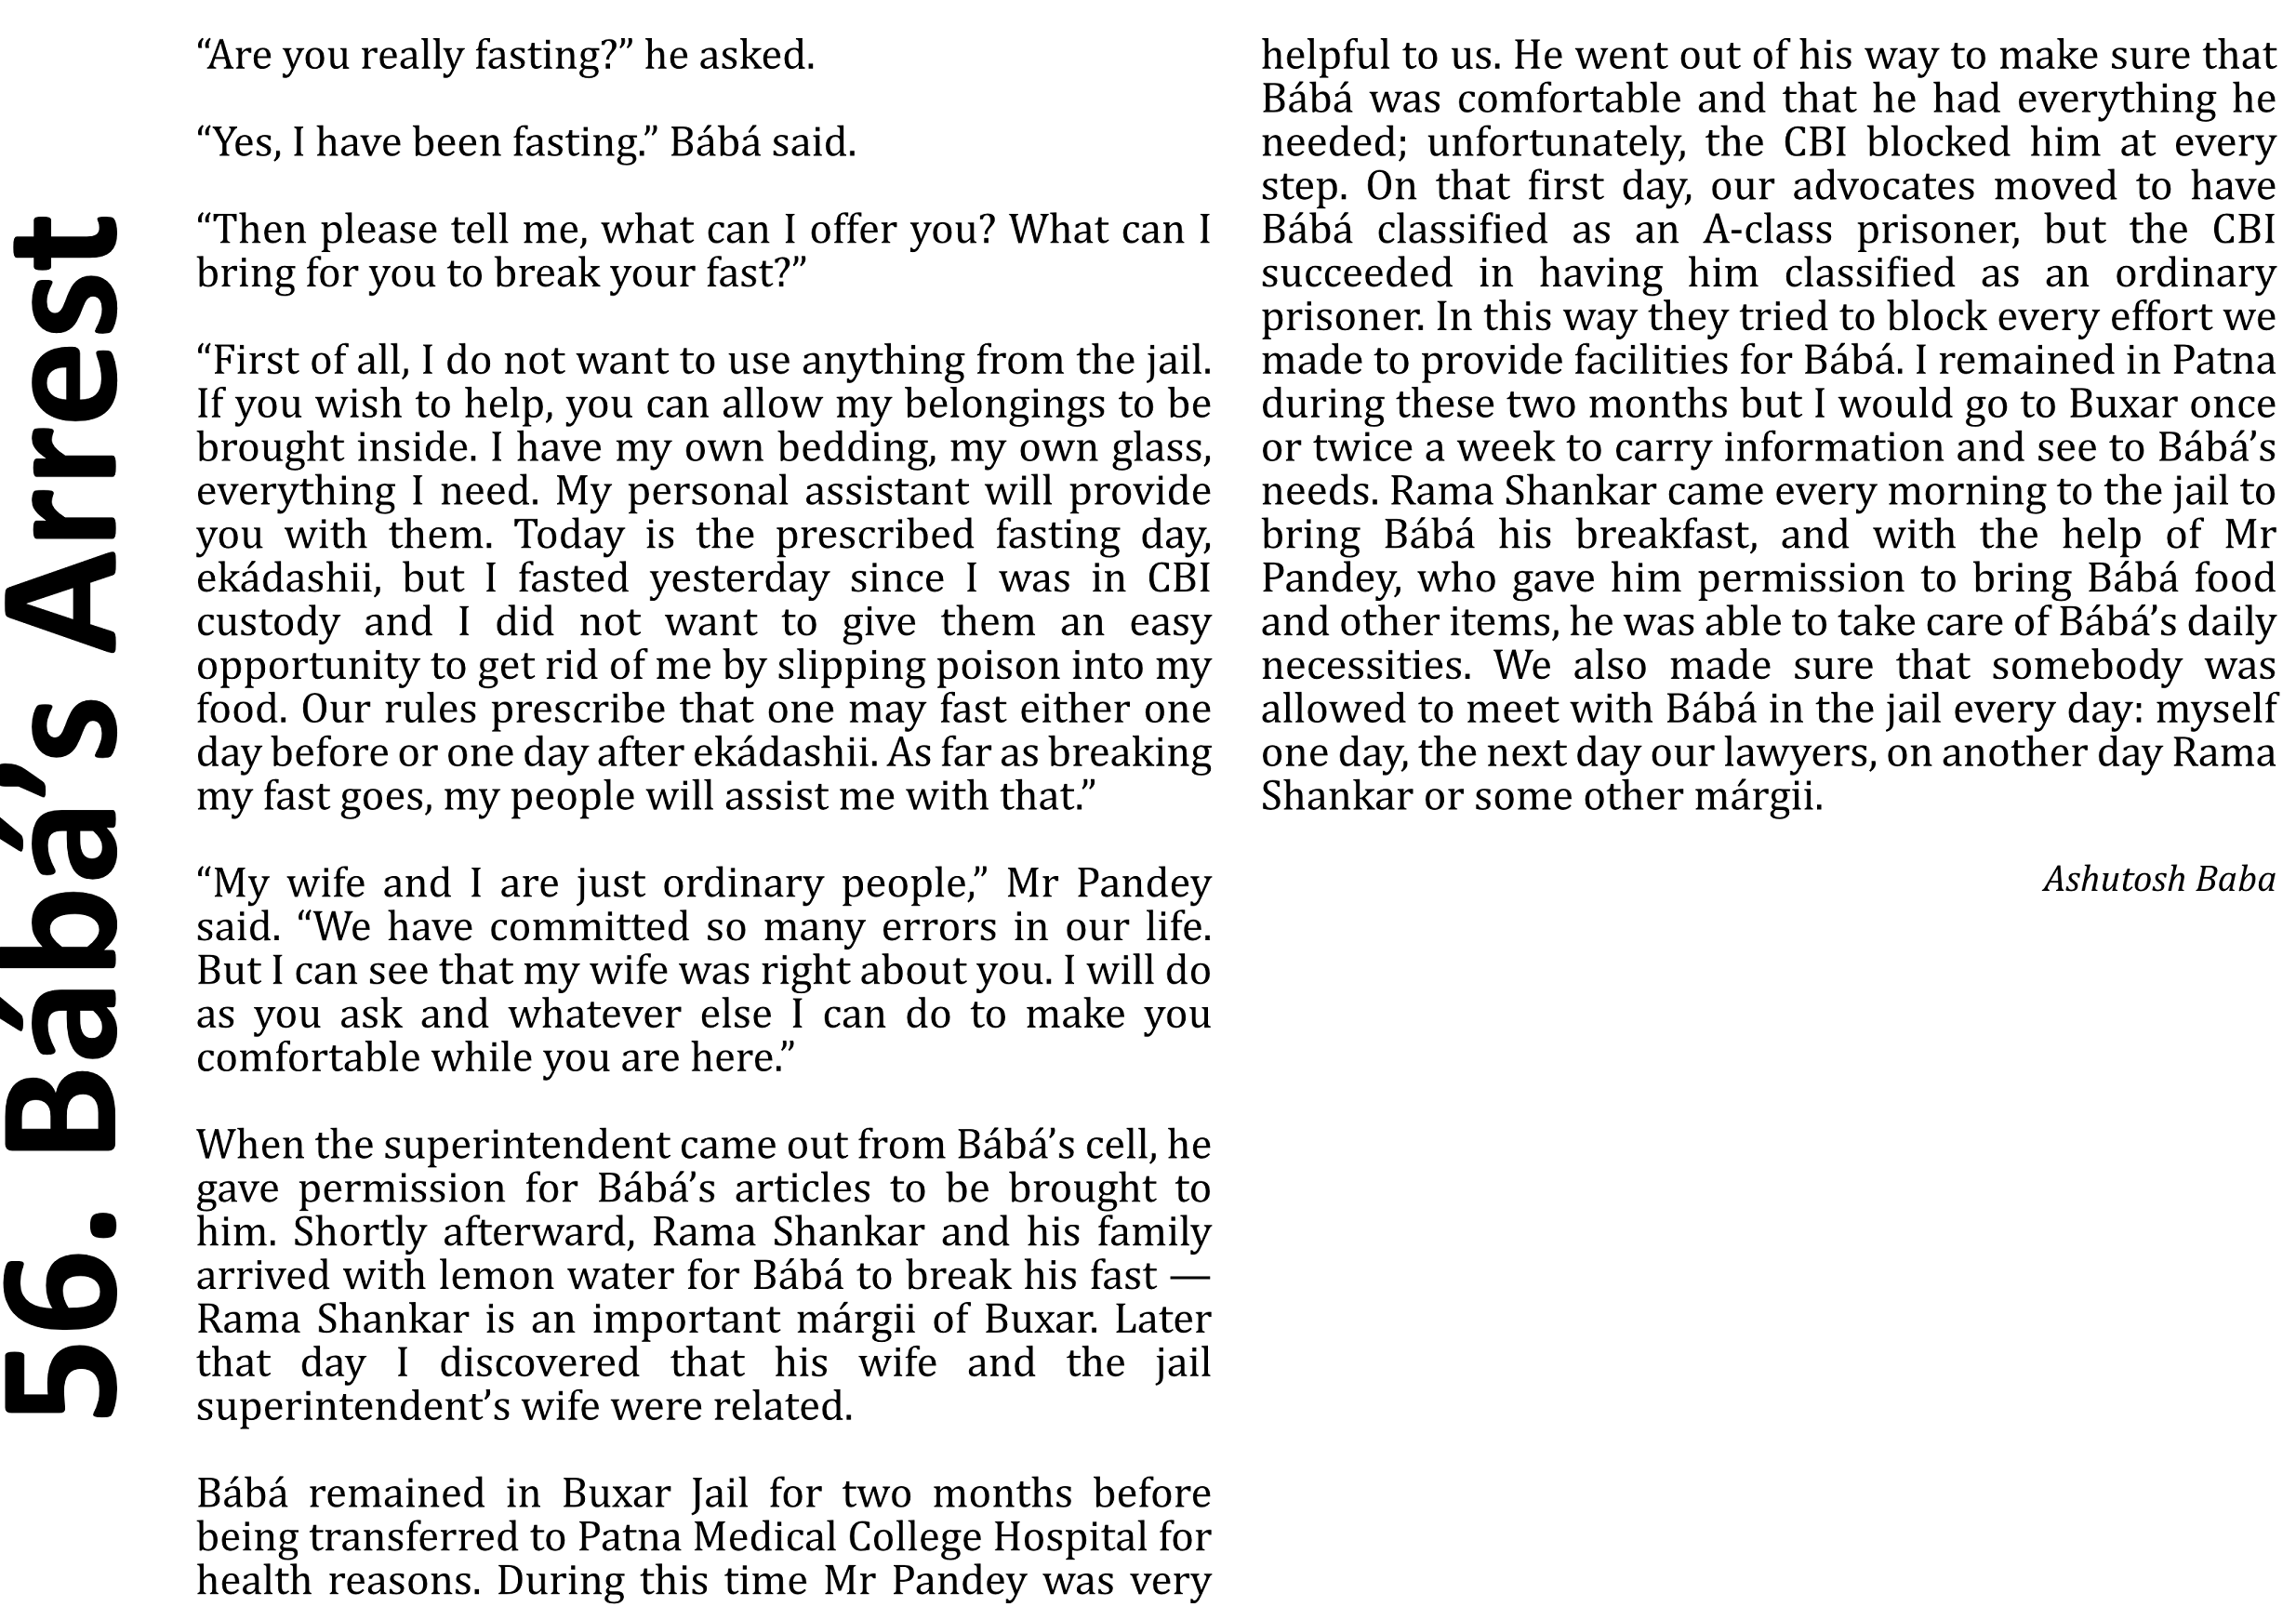 56. Bábá’s Arrest
“Are you really fasting?” he asked.
“Yes, I have been fasting.” Bábá said.
“Then please tell me, what can I offer you? What can I
bring for you to break your fast?”
“First of all, I do not want to use anything from the jail.
If you wish to help, you can allow my belongings to be
brought inside. I have my own bedding, my own glass,
everything I need. My personal assistant will provide
you with them. Today is the prescribed fasting day,
ekádashii, but I fasted yesterday since I was in CBI
custody and I did not want to give them an easy
opportunity to get rid of me by slipping poison into my
food. Our rules prescribe that one may fast either one
day before or one day after ekádashii. As far as breaking
my fast goes, my people will assist me with that.”
“My wife and I are just ordinary people,” Mr Pandey
said. “We have committed so many errors in our life.
But I can see that my wife was right about you. I will do
as you ask and whatever else I can do to make you
comfortable while you are here.”
When the superintendent came out from Bábá’s cell, he
gave permission for Bábá’s articles to be brought to
him. Shortly afterward, Rama Shankar and his family
arrived with lemon water for Bábá to break his fast —
Rama Shankar is an important márgii of Buxar. Later
that day I discovered that his wife and the jail
superintendent’s wife were related.
Bábá remained in Buxar Jail for two months before
being transferred to Patna Medical College Hospital for
health reasons. During this time Mr Pandey was very
helpful to us. He went out of his way to make sure that
Bábá was comfortable and that he had everything he
needed; unfortunately, the CBI blocked him at every
step. On that first day, our advocates moved to have
Bábá classified as an A-class prisoner, but the CBI
succeeded in having him classified as an ordinary
prisoner. In this way they tried to block every effort we
made to provide facilities for Bábá. I remained in Patna
during these two months but I would go to Buxar once
or twice a week to carry information and see to Bábá’s
needs. Rama Shankar came every morning to the jail to
bring Bábá his breakfast, and with the help of Mr
Pandey, who gave him permission to bring Bábá food
and other items, he was able to take care of Bábá’s daily
necessities. We also made sure that somebody was
allowed to meet with Bábá in the jail every day: myself
one day, the next day our lawyers, on another day Rama
Shankar or some other márgii.
Ashutosh Baba